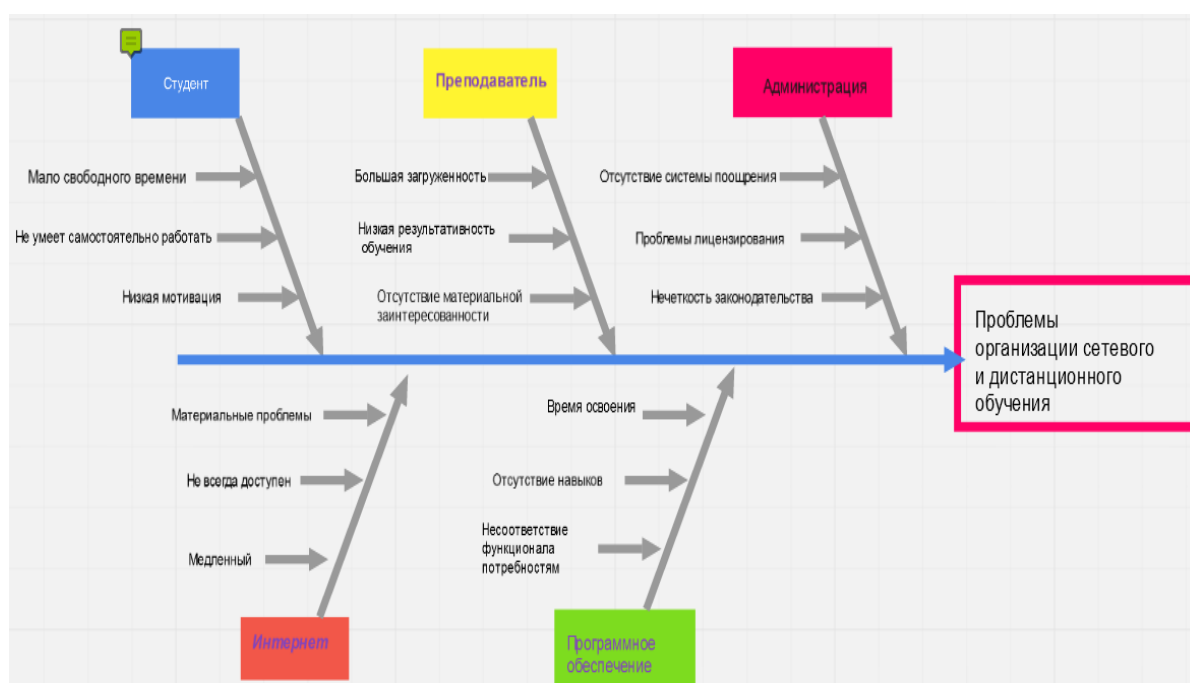 Студент
Преподаватель
Администрация
Мало свободного времени
Большая загруженность
Отсутствие системы поощрения
Не умеет самостоятельно работать
Низкая результативность
обучения
Проблемы лицензирования
Низкая мотивация
Отсутствие материальной
заинтересованности
Нечеткость законодательства
Проблемы
организации сетевого
и дистанционного
обучения
Материальные проблемы
Время освоения
Не всегда доступен
Отсутствие навыков
Медленный
Несоответствие
функционала
потребностям
Интернет
Программное
обеспечение